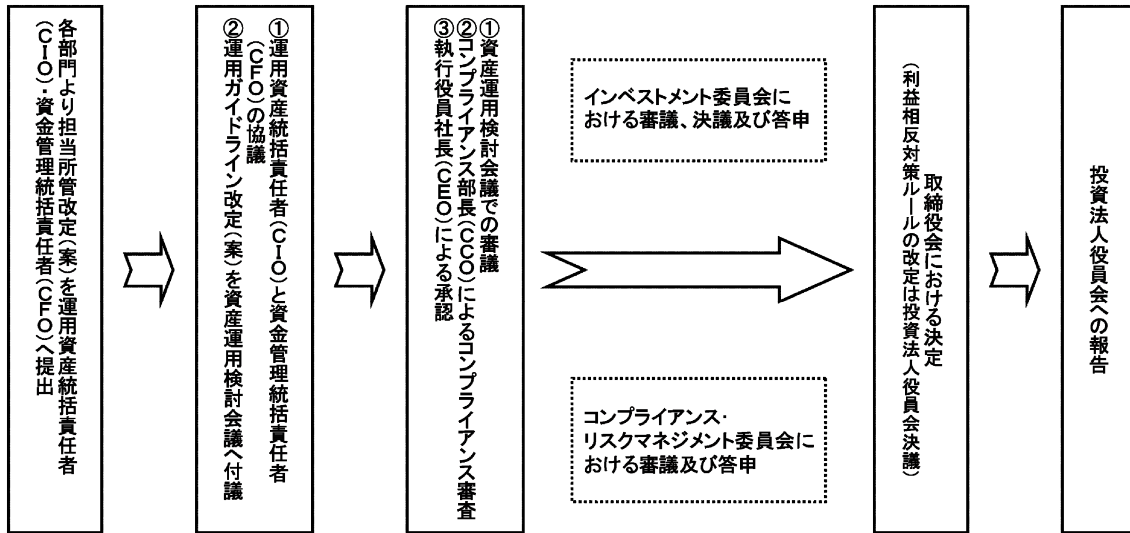 各部門より担当所管改定(案)を運用資産統括責任者
(CIO)・資金管理統括責任者(CFO)へ提出
①運用資産統括責任者(CIO)と資金管理統括責任者
(CFO)の協議
②運用ガイドライン改定(案)を資産運用検討会議へ付議
①資産運用検討会議での審議
②コンプライアンス部長(CCO)によるコンプライアンス審査
③執行役員社長(CEO)による承認
インベストメント委員会に
おける審議、決議及び答申
コンプライアンス・
リスクマネジメント委員会に
おける審議及び答申
取締役会における決定
(利益相反対策ルールの改定は投資法人役員会決議)
投資法人役員会への報告